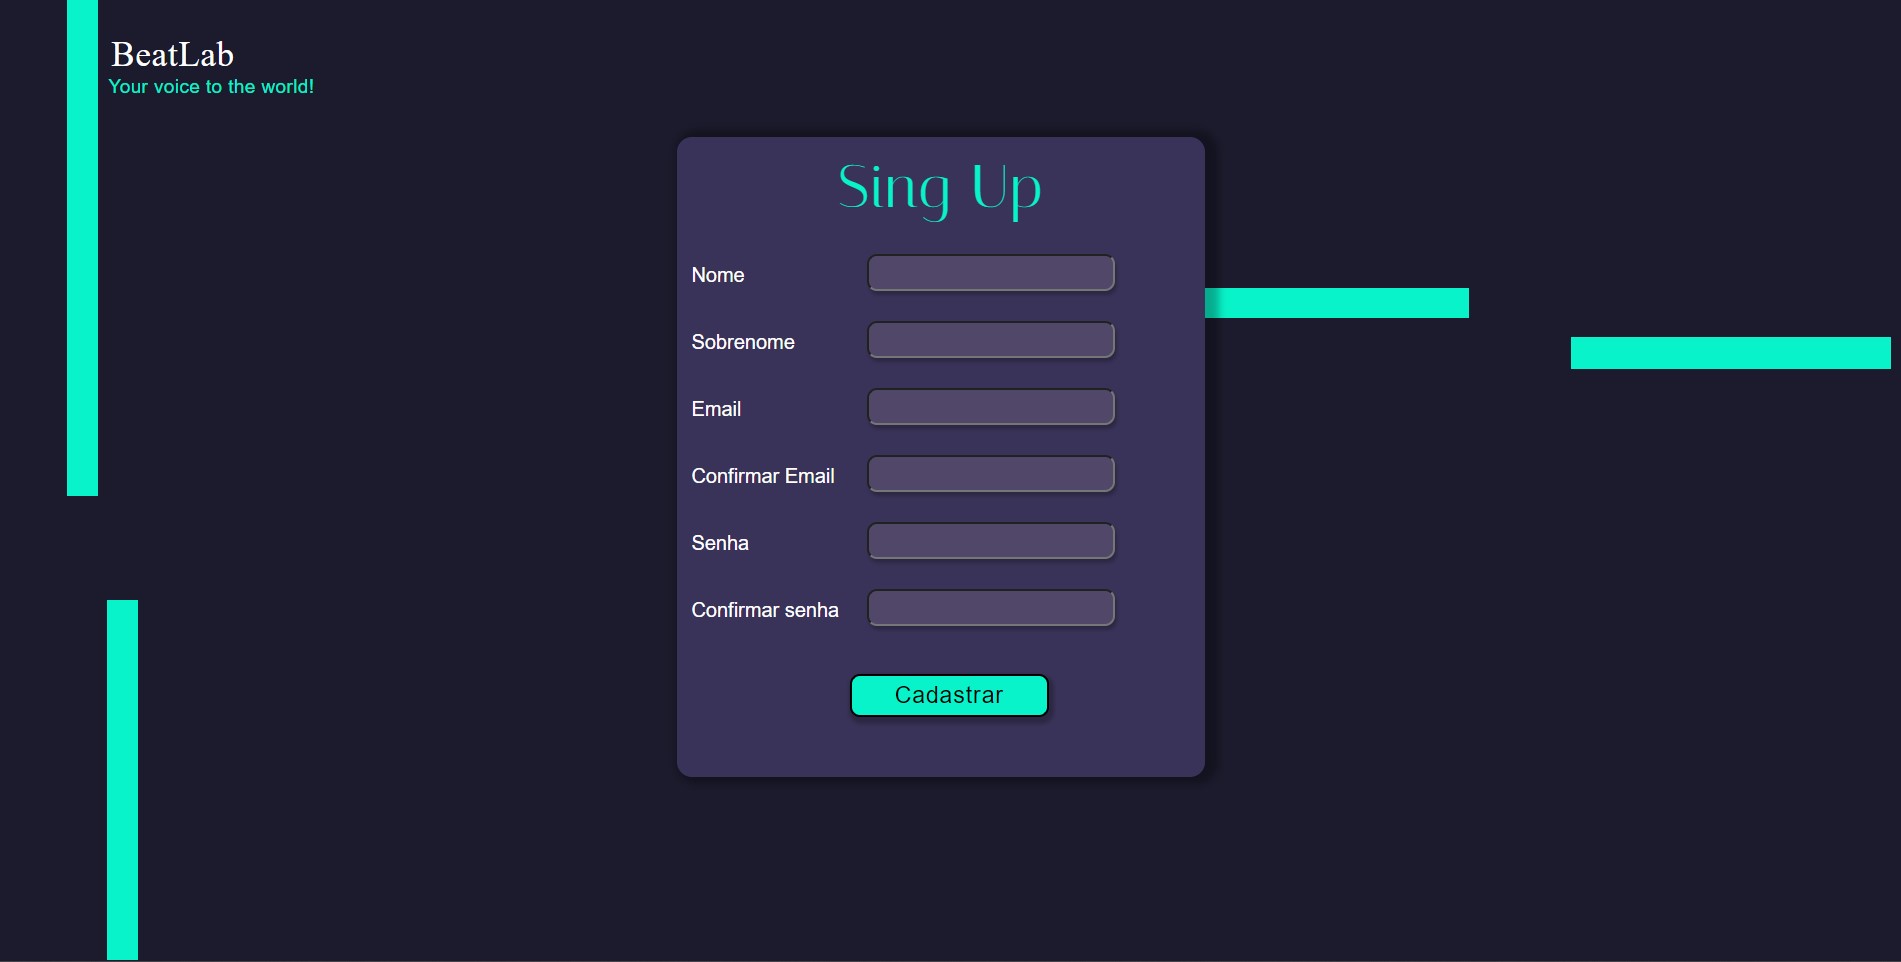 BeatLab
Your voice to the world!
Sing Up
Nome
Sobrenome
Email
Confirmar Email
Senha
Confirmar senha
Cadastrar